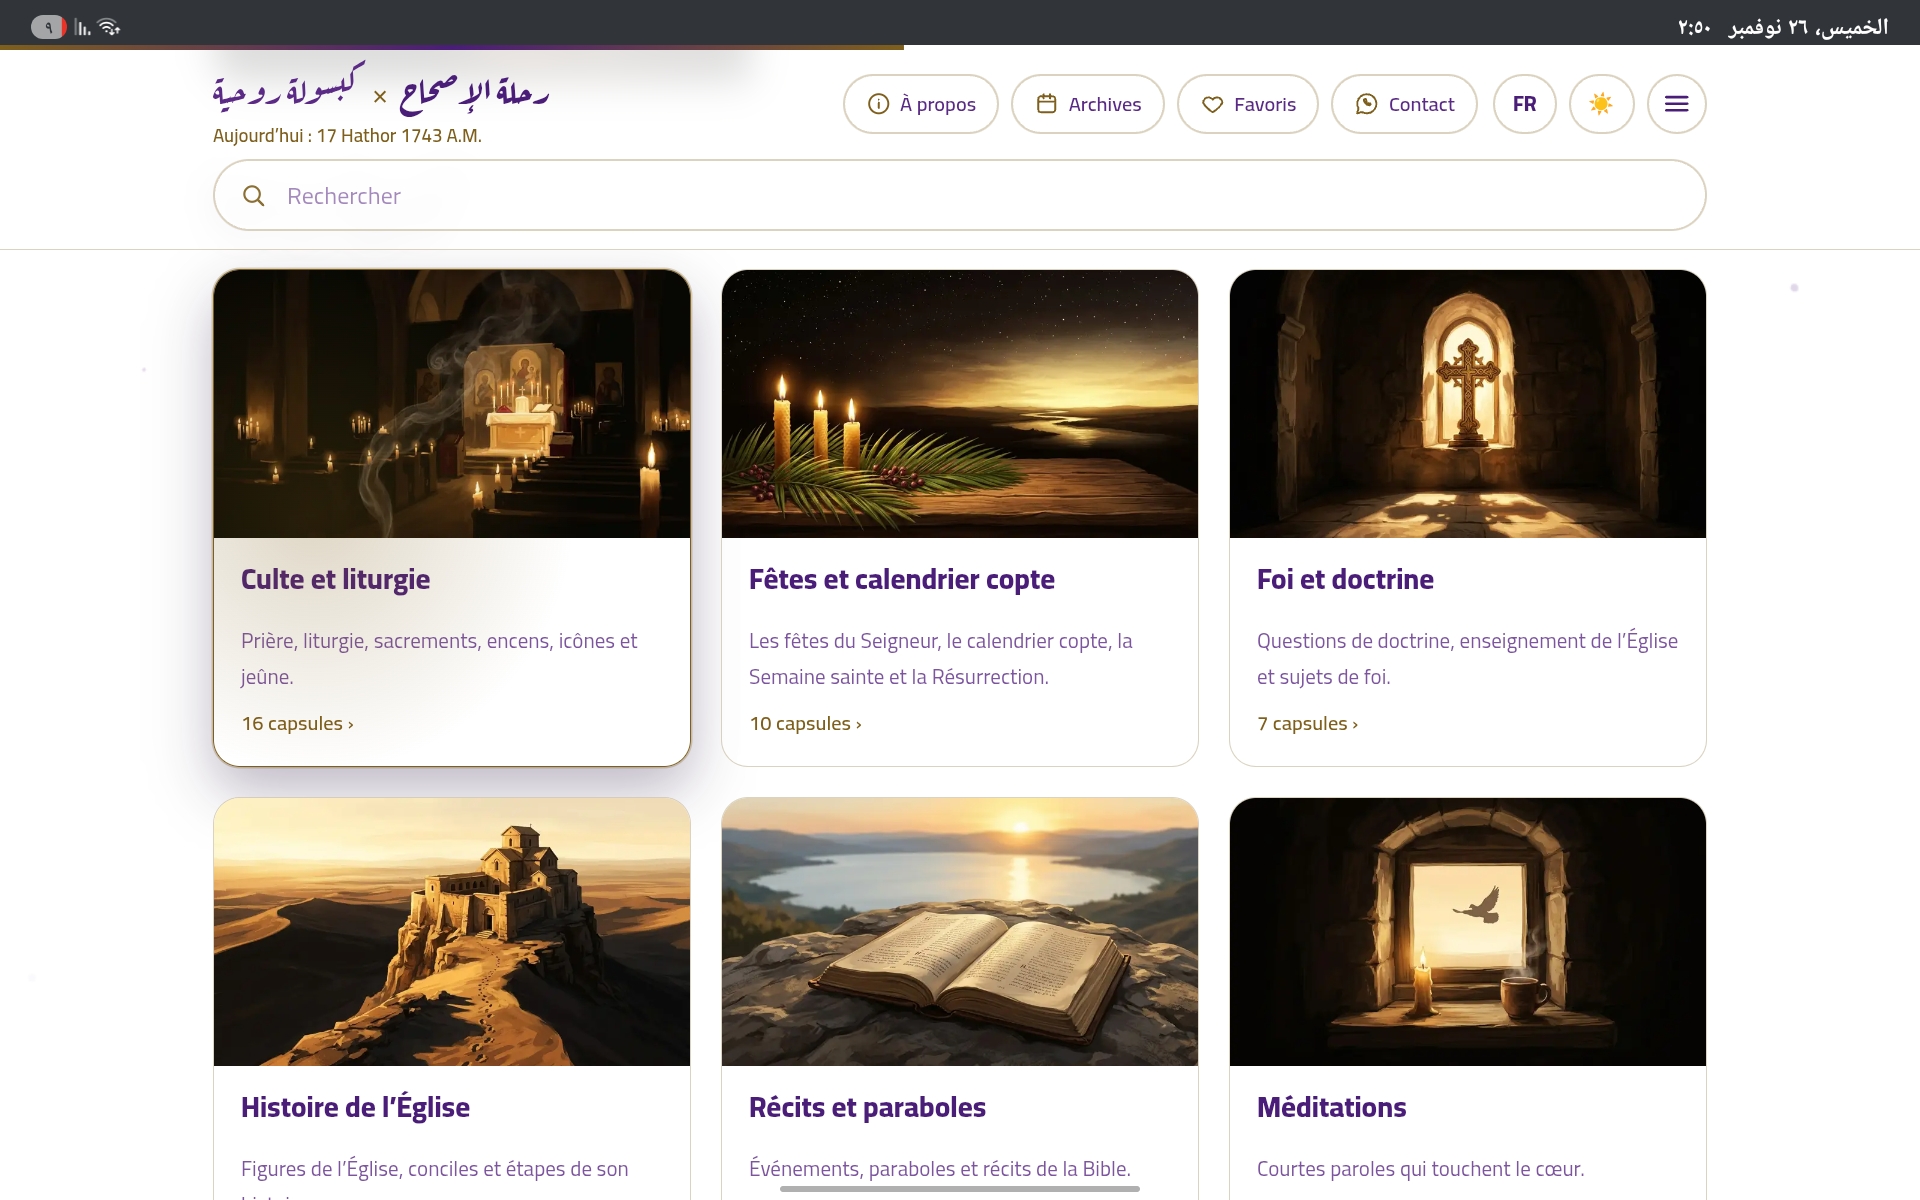 الخميس، ٢٦ نوفمبر ٢:٥٠
٩
كبسولة روحية × رحلة الإصحاح
Aujourd’hui : 17 Hathor 1743 A.M.
À propos
Archives
Favoris
Contact
FR
Rechercher
Culte et liturgie
Prière, liturgie, sacrements, encens, icônes et
jeûne.
16 capsules ›
Fêtes et calendrier copte
Les fêtes du Seigneur, le calendrier copte, la
Semaine sainte et la Résurrection.
10 capsules ›
Foi et doctrine
Questions de doctrine, enseignement de l’Église
et sujets de foi.
7 capsules ›
Histoire de l’Église
Figures de l’Église, conciles et étapes de son
Récits et paraboles
Événements, paraboles et récits de la Bible.
Méditations
Courtes paroles qui touchent le cœur.